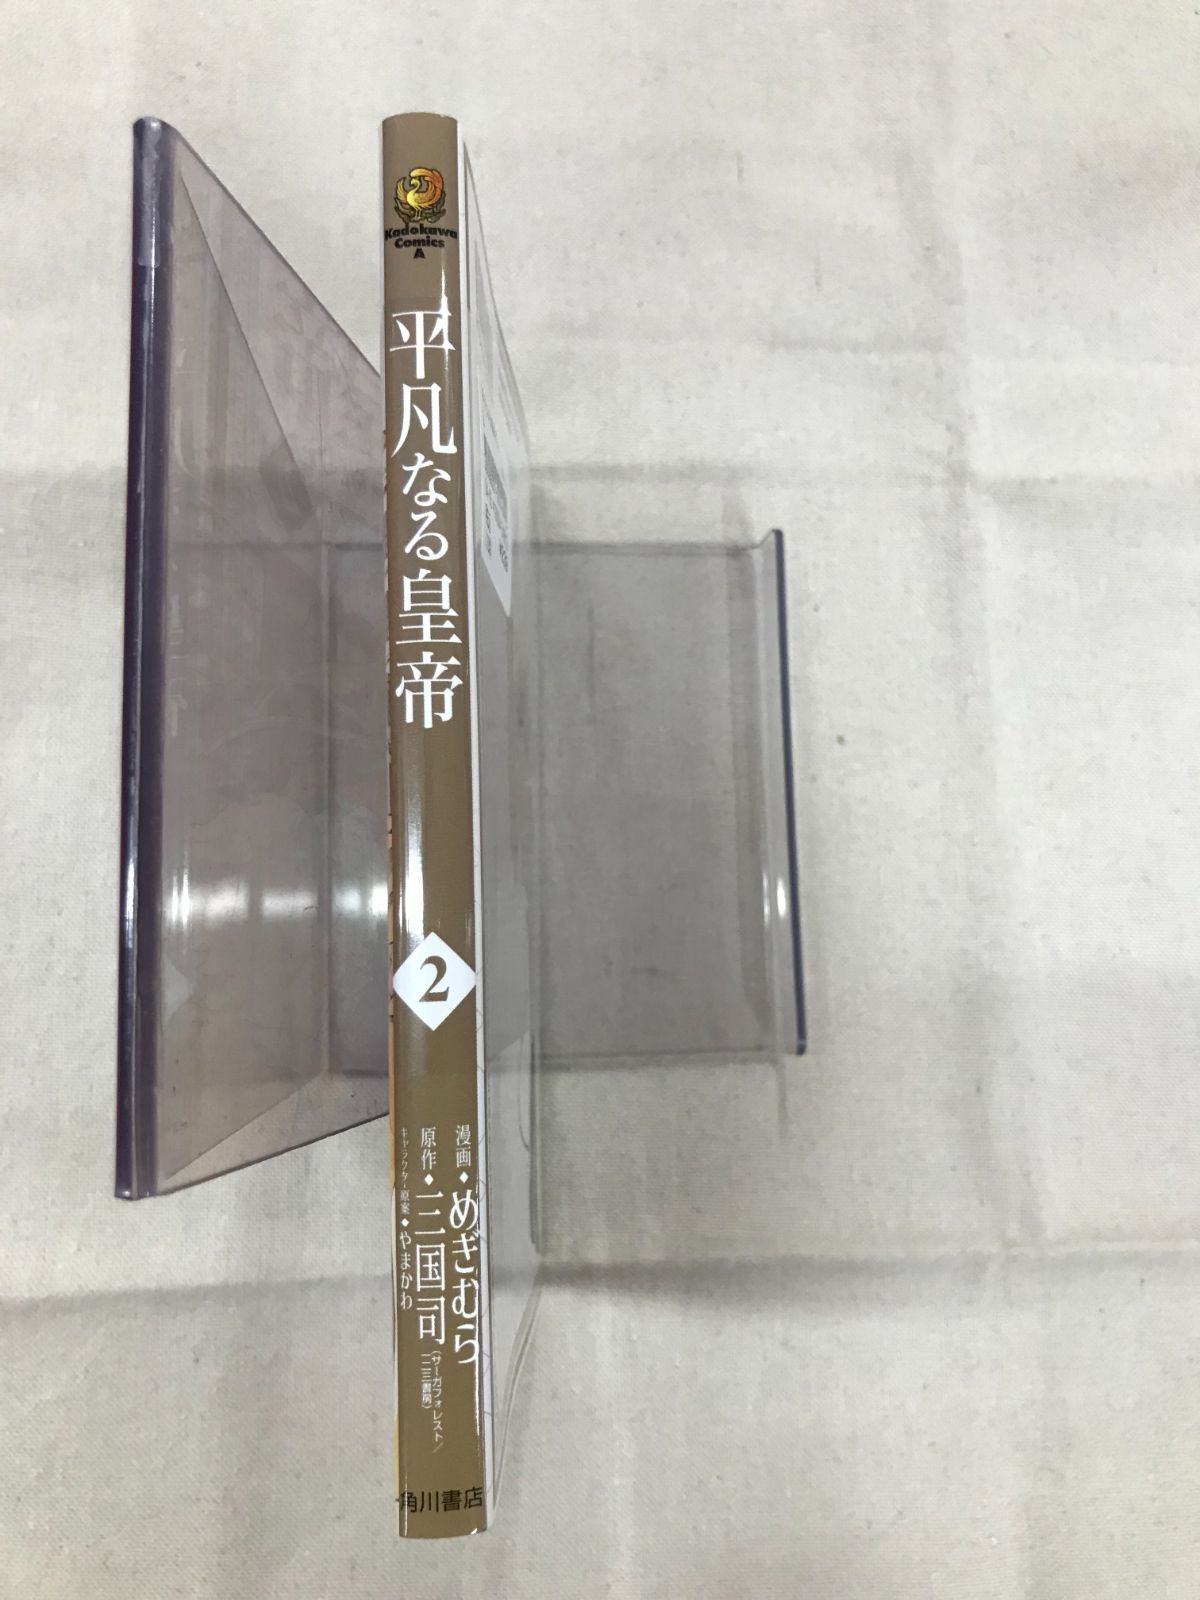 Kadokawa
Comics
A
平凡なる皇帝
2
漫画◆めぎむら
原作◆三国司
(サーガフォレスト/
一二三書房)
キャラクター原案◆やまかわ
角川書店